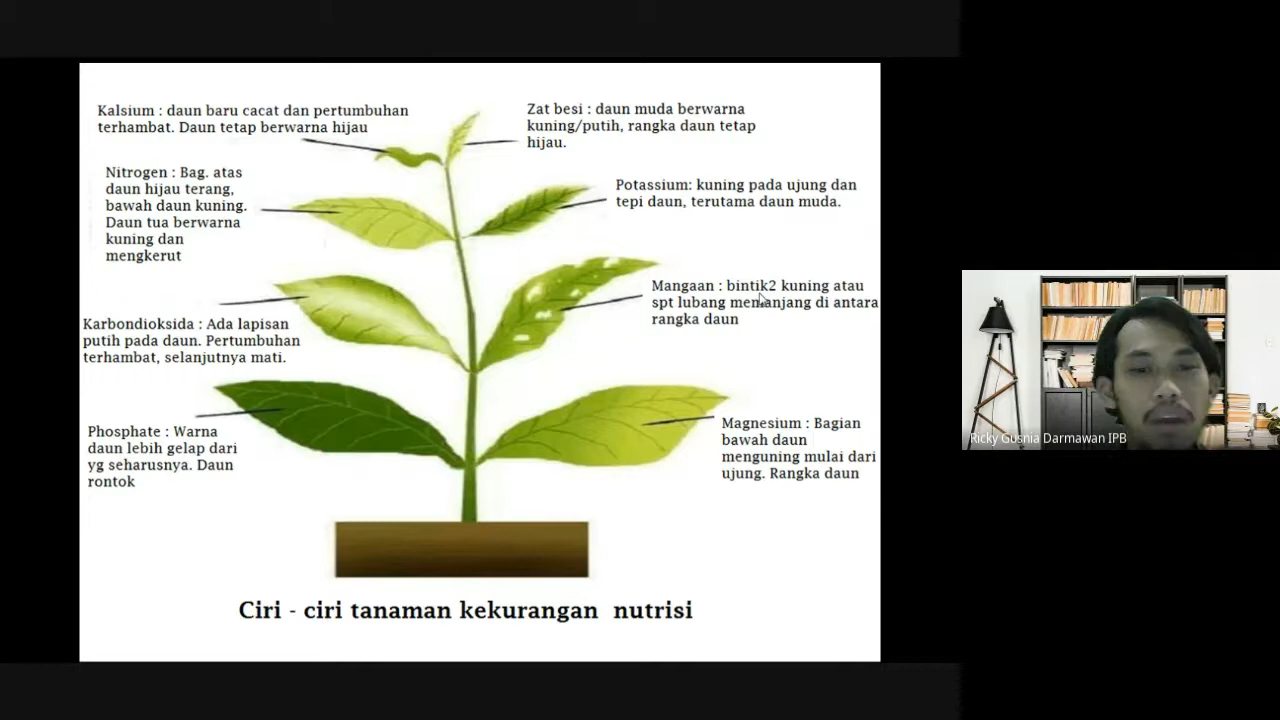 Kalsium : daun baru cacat dan pertumbuhan
terhambat. Daun tetap berwarna hijau
Zat besi : daun muda berwarna
kuning/putih, rangka daun tetap
hijau.
Nitrogen : Bag. atas
daun hijau terang,
bawah daun kuning.
Daun tua berwarna
kuning dan
mengkerut
Potassium: kuning pada ujung dan
tepi daun, terutama daun muda.
Mangaan : bintik2 kuning atau
spt lubang memanjang di antara
rangka daun
Karbondioksida : Ada lapisan
putih pada daun. Pertumbuhan
terhambat, selanjutnya mati.
Phosphate : Warna
daun lebih gelap dari
yg seharusnya. Daun
rontok
Magnesium : Bagian
bawah daun
menguning mulai dari
ujung. Rangka daun
Ciri - ciri tanaman kekurangan nutrisi
Ricky Gusnia Darmawan IPB